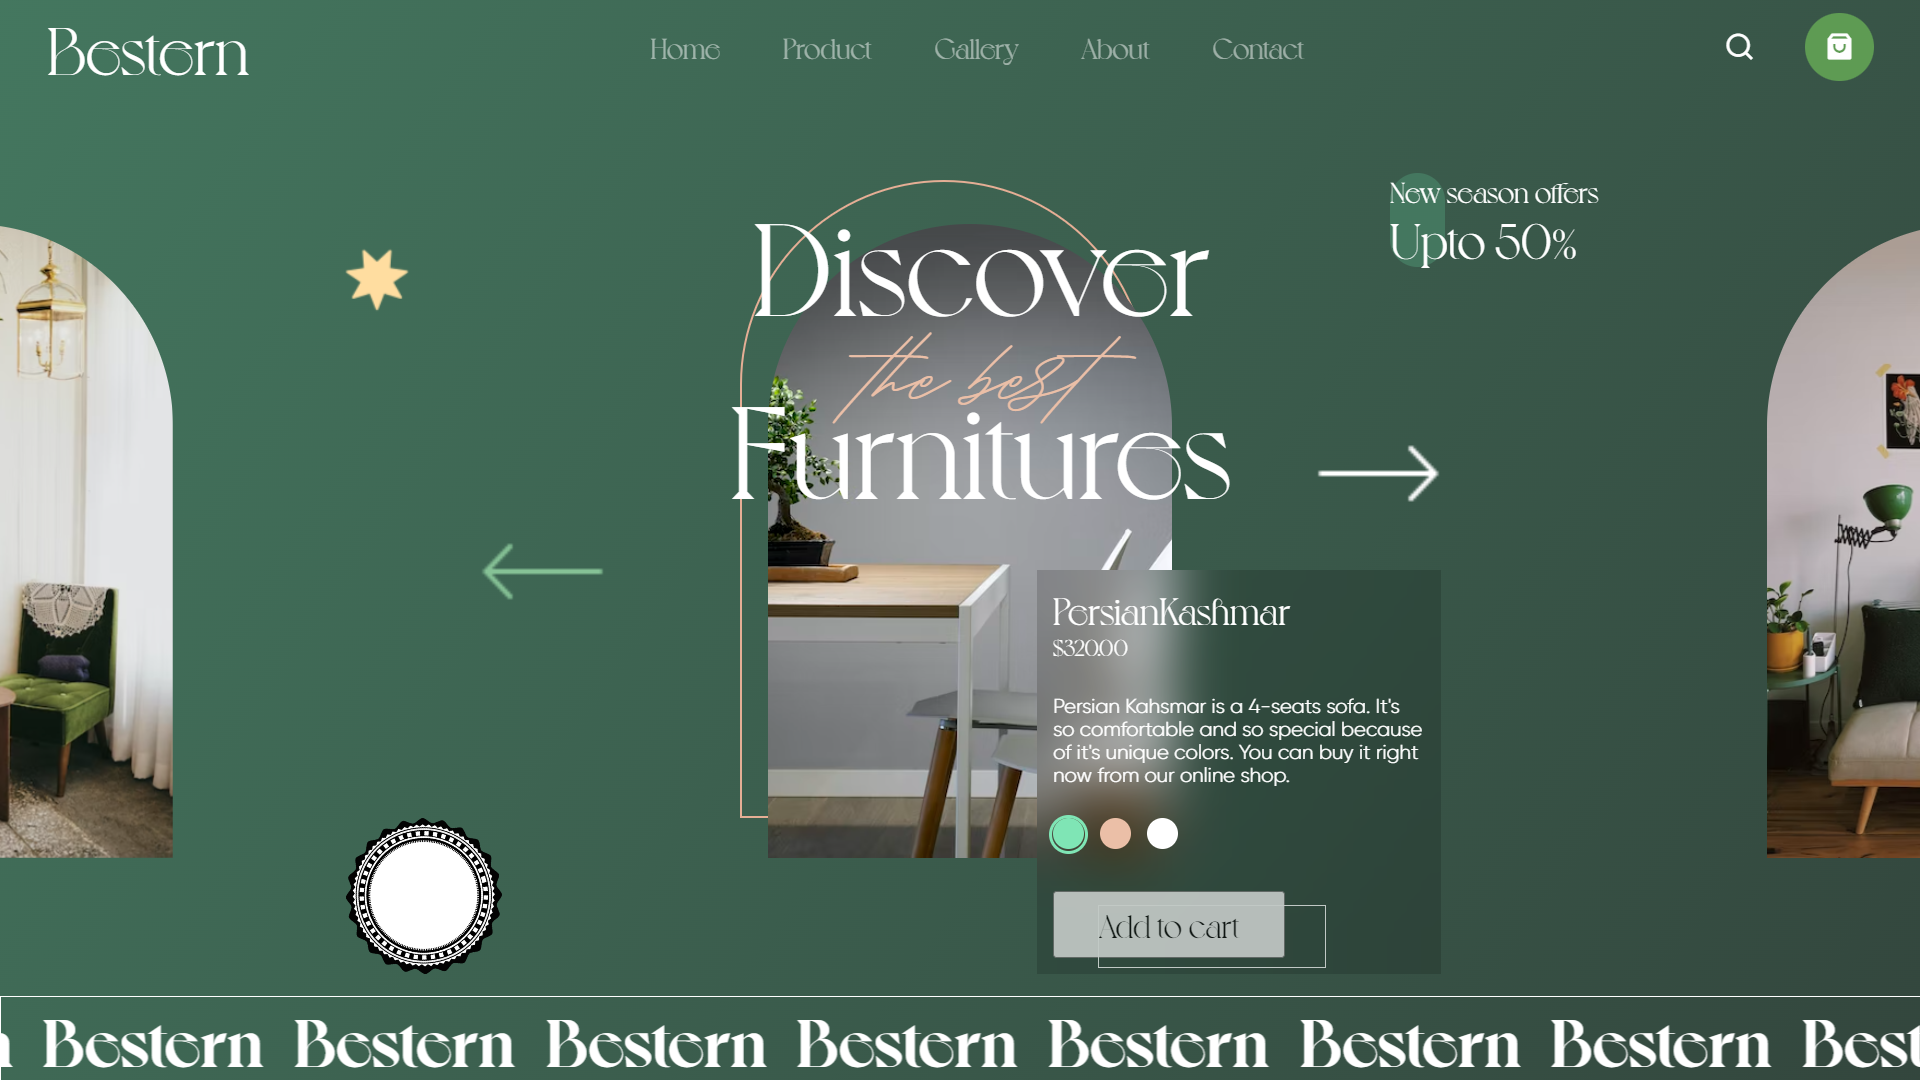 Bestern
Home Product Gallery About Contact
New season offers
Upto 50%
Discover
the best
Furnitures
PersianKashmar
$320.00
Persian Kahsmar is a 4-seats sofa. It's
so comfortable and so special because
of it's unique colors. You can buy it right
now from our online shop.
Add to cart
n Bestern Bestern Bestern Bestern Bestern Bestern Bestern Best